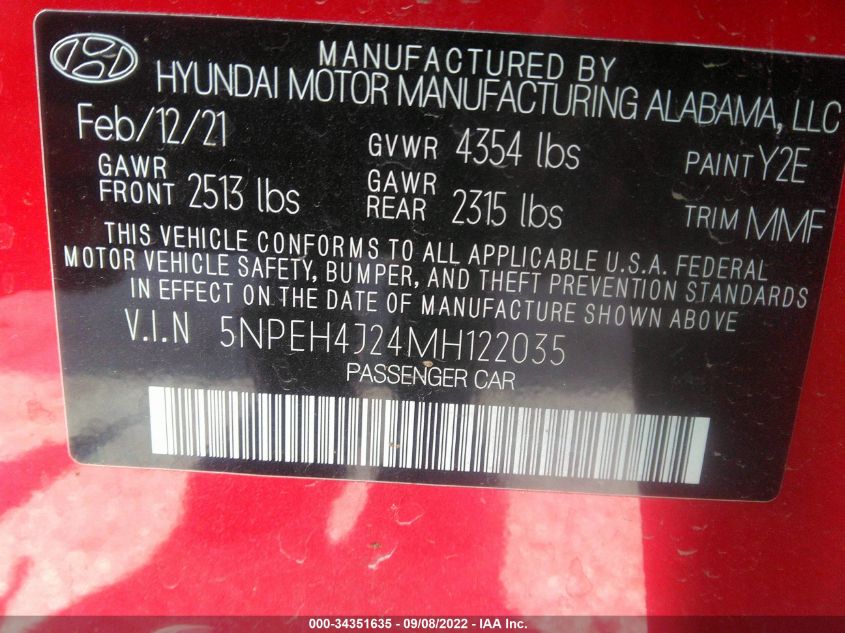 MANUFACTURED BY
HYUNDAI MOTOR MANUFACTURING ALABAMA, LLC
Feb/12/21 GVWR 4354 lbs PAINT Y2E
GAWR FRONT 2513 lbs GAWR REAR 2315 lbs TRIM MMF
THIS VEHICLE CONFORMS TO ALL APPLICABLE U.S.A. FEDERAL
MOTOR VEHICLE SAFETY, BUMPER, AND THEFT PREVENTION STANDARDS
IN EFFECT ON THE DATE OF MANUFACTURE SHOWN ABOVE
V.I.N 5NPEH4J24MH122035
PASSENGER CAR
000-34351635 - 09/08/2022 - IAA Inc.